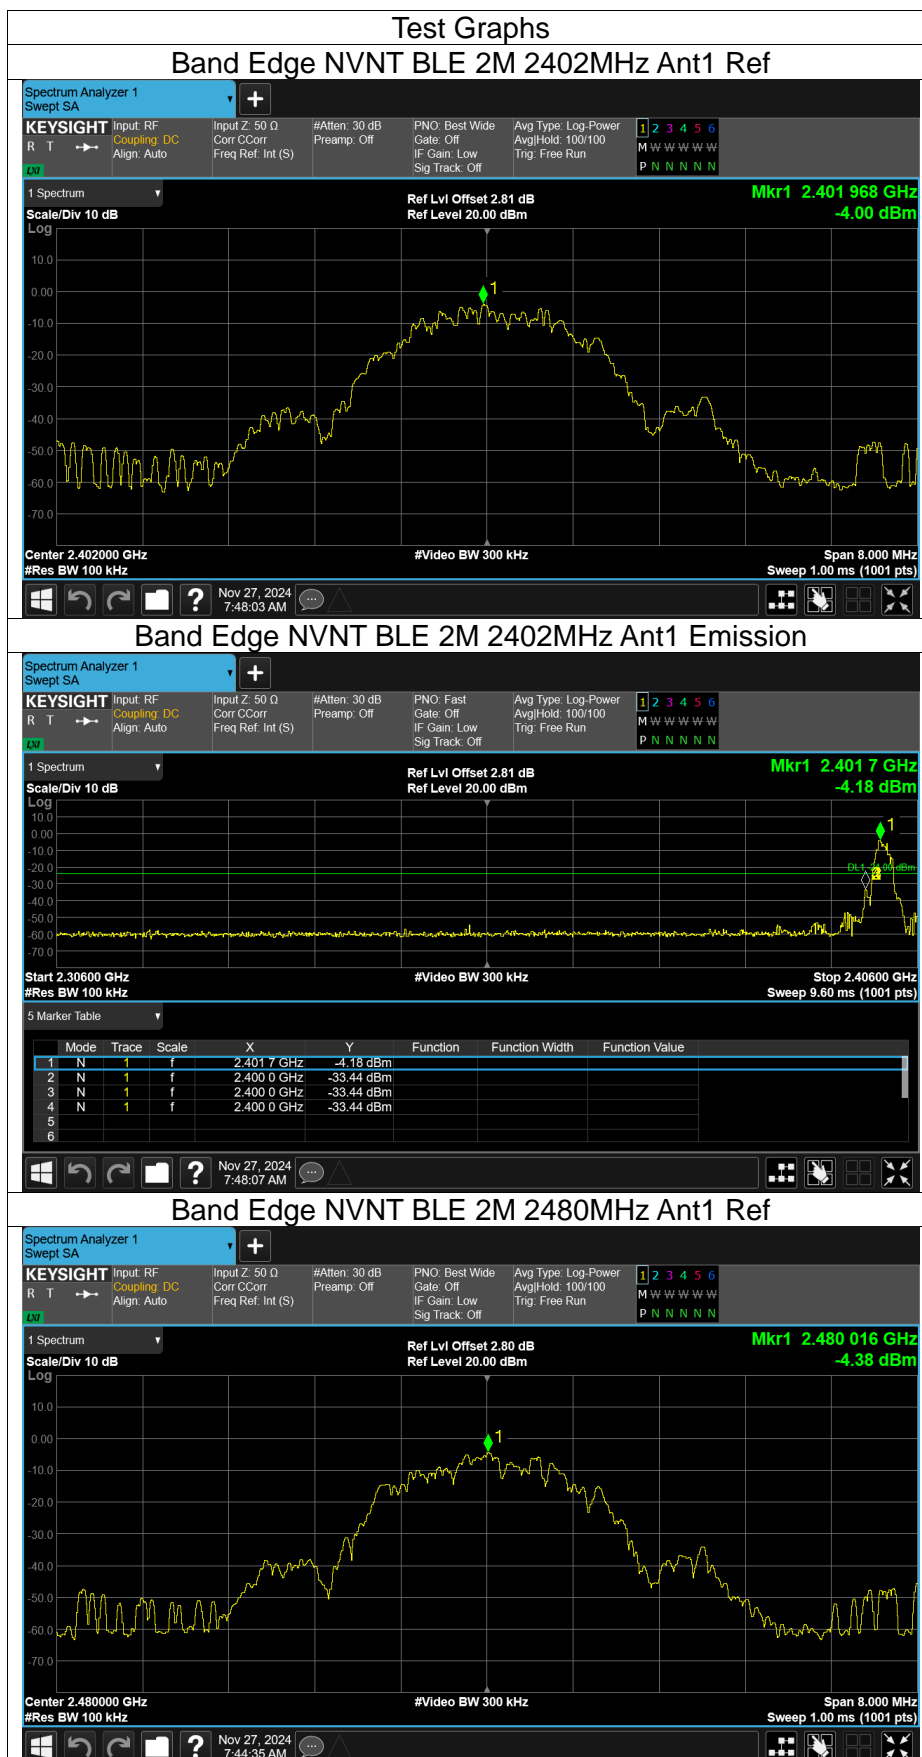 Test Graphs
Band Edge NVNT BLE 2M 2402MHz Ant1 Ref
Spectrum Analyzer 1
Swept SA
+
KEYSIGHT Input: RF Input Z: 50 Ω #Atten: 30 dB PNO: Best Wide Avg Type: Log-Power 1 2 3 4 5 6
R T Coupling: DC Corr CCorr Preamp: Off Gate: Off Avg|Hold: 100/100 M W W W W W
Align: Auto Freq Ref: Int (S) IF Gain: Low Trig: Free Run
LXI Sig Track: Off P N N N N N
1 Spectrum Ref Lvl Offset 2.81 dB Mkr1 2.401 968 GHz
Scale/Div 10 dB Ref Level 20.00 dBm -4.00 dBm
Log
1
10.0
0.00
-10.0
-20.0
-30.0
-40.0
-50.0
-60.0
-70.0
Center 2.402000 GHz #Video BW 300 kHz Span 8.000 MHz
#Res BW 100 kHz Sweep 1.00 ms (1001 pts)
? Nov 27, 2024
7:48:03 AM
Band Edge NVNT BLE 2M 2402MHz Ant1 Emission
Spectrum Analyzer 1
Swept SA
+
KEYSIGHT Input: RF Input Z: 50 Ω #Atten: 30 dB PNO: Fast Avg Type: Log-Power 1 2 3 4 5 6
R T Coupling: DC Corr CCorr Preamp: Off Gate: Off Avg|Hold: 100/100 M W W W W W
Align: Auto Freq Ref: Int (S) IF Gain: Low Trig: Free Run
LXI Sig Track: Off P N N N N N
1 Spectrum Ref Lvl Offset 2.81 dB Mkr1 2.401 7 GHz
Scale/Div 10 dB Ref Level 20.00 dBm -4.18 dBm
Log
10.0
0.00
-10.0
-20.0
-30.0
-40.0
-50.0
-60.0
-70.0
1
DL1 -24.00 dBm
Start 2.30600 GHz #Video BW 300 kHz Stop 2.40600 GHz
#Res BW 100 kHz Sweep 9.60 ms (1001 pts)
5 Marker Table
Mode Trace Scale X Y Function Function Width Function Value
1 N 1 f 2.401 7 GHz -4.18 dBm
2 N 1 f 2.400 0 GHz -33.44 dBm
3 N 1 f 2.400 0 GHz -33.44 dBm
4 N 1 f 2.400 0 GHz -33.44 dBm
5
6
? Nov 27, 2024
7:48:07 AM
Band Edge NVNT BLE 2M 2480MHz Ant1 Ref
Spectrum Analyzer 1
Swept SA
+
KEYSIGHT Input: RF Input Z: 50 Ω #Atten: 30 dB PNO: Best Wide Avg Type: Log-Power 1 2 3 4 5 6
R T Coupling: DC Corr CCorr Preamp: Off Gate: Off Avg|Hold: 100/100 M W W W W W
Align: Auto Freq Ref: Int (S) IF Gain: Low Trig: Free Run
LXI Sig Track: Off P N N N N N
1 Spectrum Ref Lvl Offset 2.80 dB Mkr1 2.480 016 GHz
Scale/Div 10 dB Ref Level 20.00 dBm -4.38 dBm
Log
1
10.0
0.00
-10.0
-20.0
-30.0
-40.0
-50.0
-60.0
-70.0
Center 2.480000 GHz #Video BW 300 kHz Span 8.000 MHz
#Res BW 100 kHz Sweep 1.00 ms (1001 pts)
? Nov 27, 2024
7:44:35 AM